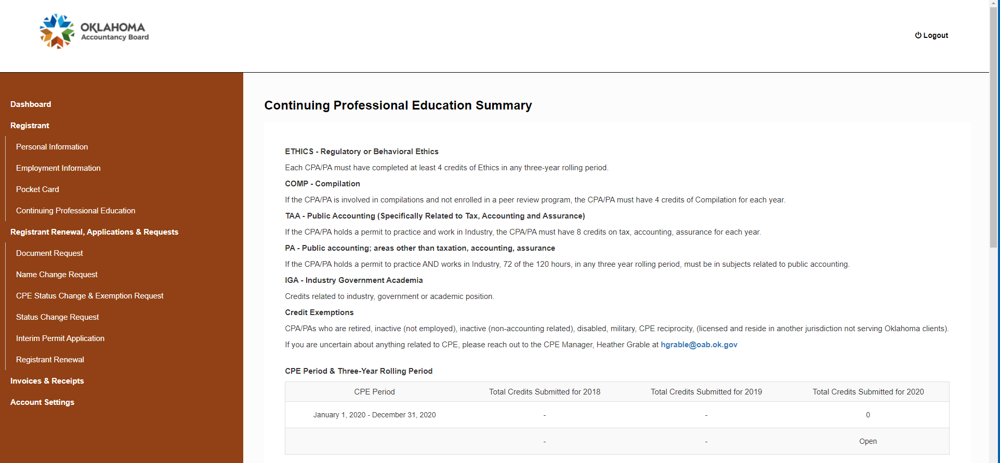 OKLAHOMA
Accountancy Board
Logout
Dashboard
Registrant
Personal Information
Employment Information
Pocket Card
Continuing Professional Education
Registrant Renewal, Applications & Requests
Document Request
Name Change Request
CPE Status Change & Exemption Request
Status Change Request
Interim Permit Application
Registrant Renewal
Invoices & Receipts
Account Settings
Continuing Professional Education Summary
ETHICS - Regulatory or Behavioral Ethics
Each CPA/PA must have completed at least 4 credits of Ethics in any three-year rolling period.
COMP - Compilation
If the CPA/PA is involved in compilations and not enrolled in a peer review program, the CPA/PA must have 4 credits of Compilation for each year.
TAA - Public Accounting (Specifically Related to Tax, Accounting and Assurance)
If the CPA/PA holds a permit to practice and work in Industry, the CPA/PA must have 8 credits on tax, accounting, assurance for each year.
PA - Public accounting; areas other than taxation, accounting, assurance
If the CPA/PA holds a permit to practice AND works in Industry, 72 of the 120 hours, in any three year rolling period, must be in subjects related to public accounting.
IGA - Industry Government Academia
Credits related to industry, government or academic position.
Credit Exemptions
CPA/PAs who are retired, inactive (not employed), inactive (non-accounting related), disabled, military, CPE reciprocity, (licensed and reside in another jurisdiction not serving Oklahoma clients).
If you are uncertain about anything related to CPE, please reach out to the CPE Manager, Heather Grable at hgrable@oab.ok.gov
CPE Period & Three-Year Rolling Period
CPE Period Total Credits Submitted for 2018 Total Credits Submitted for 2019 Total Credits Submitted for 2020
January 1, 2020 - December 31, 2020 - - 0
- - Open